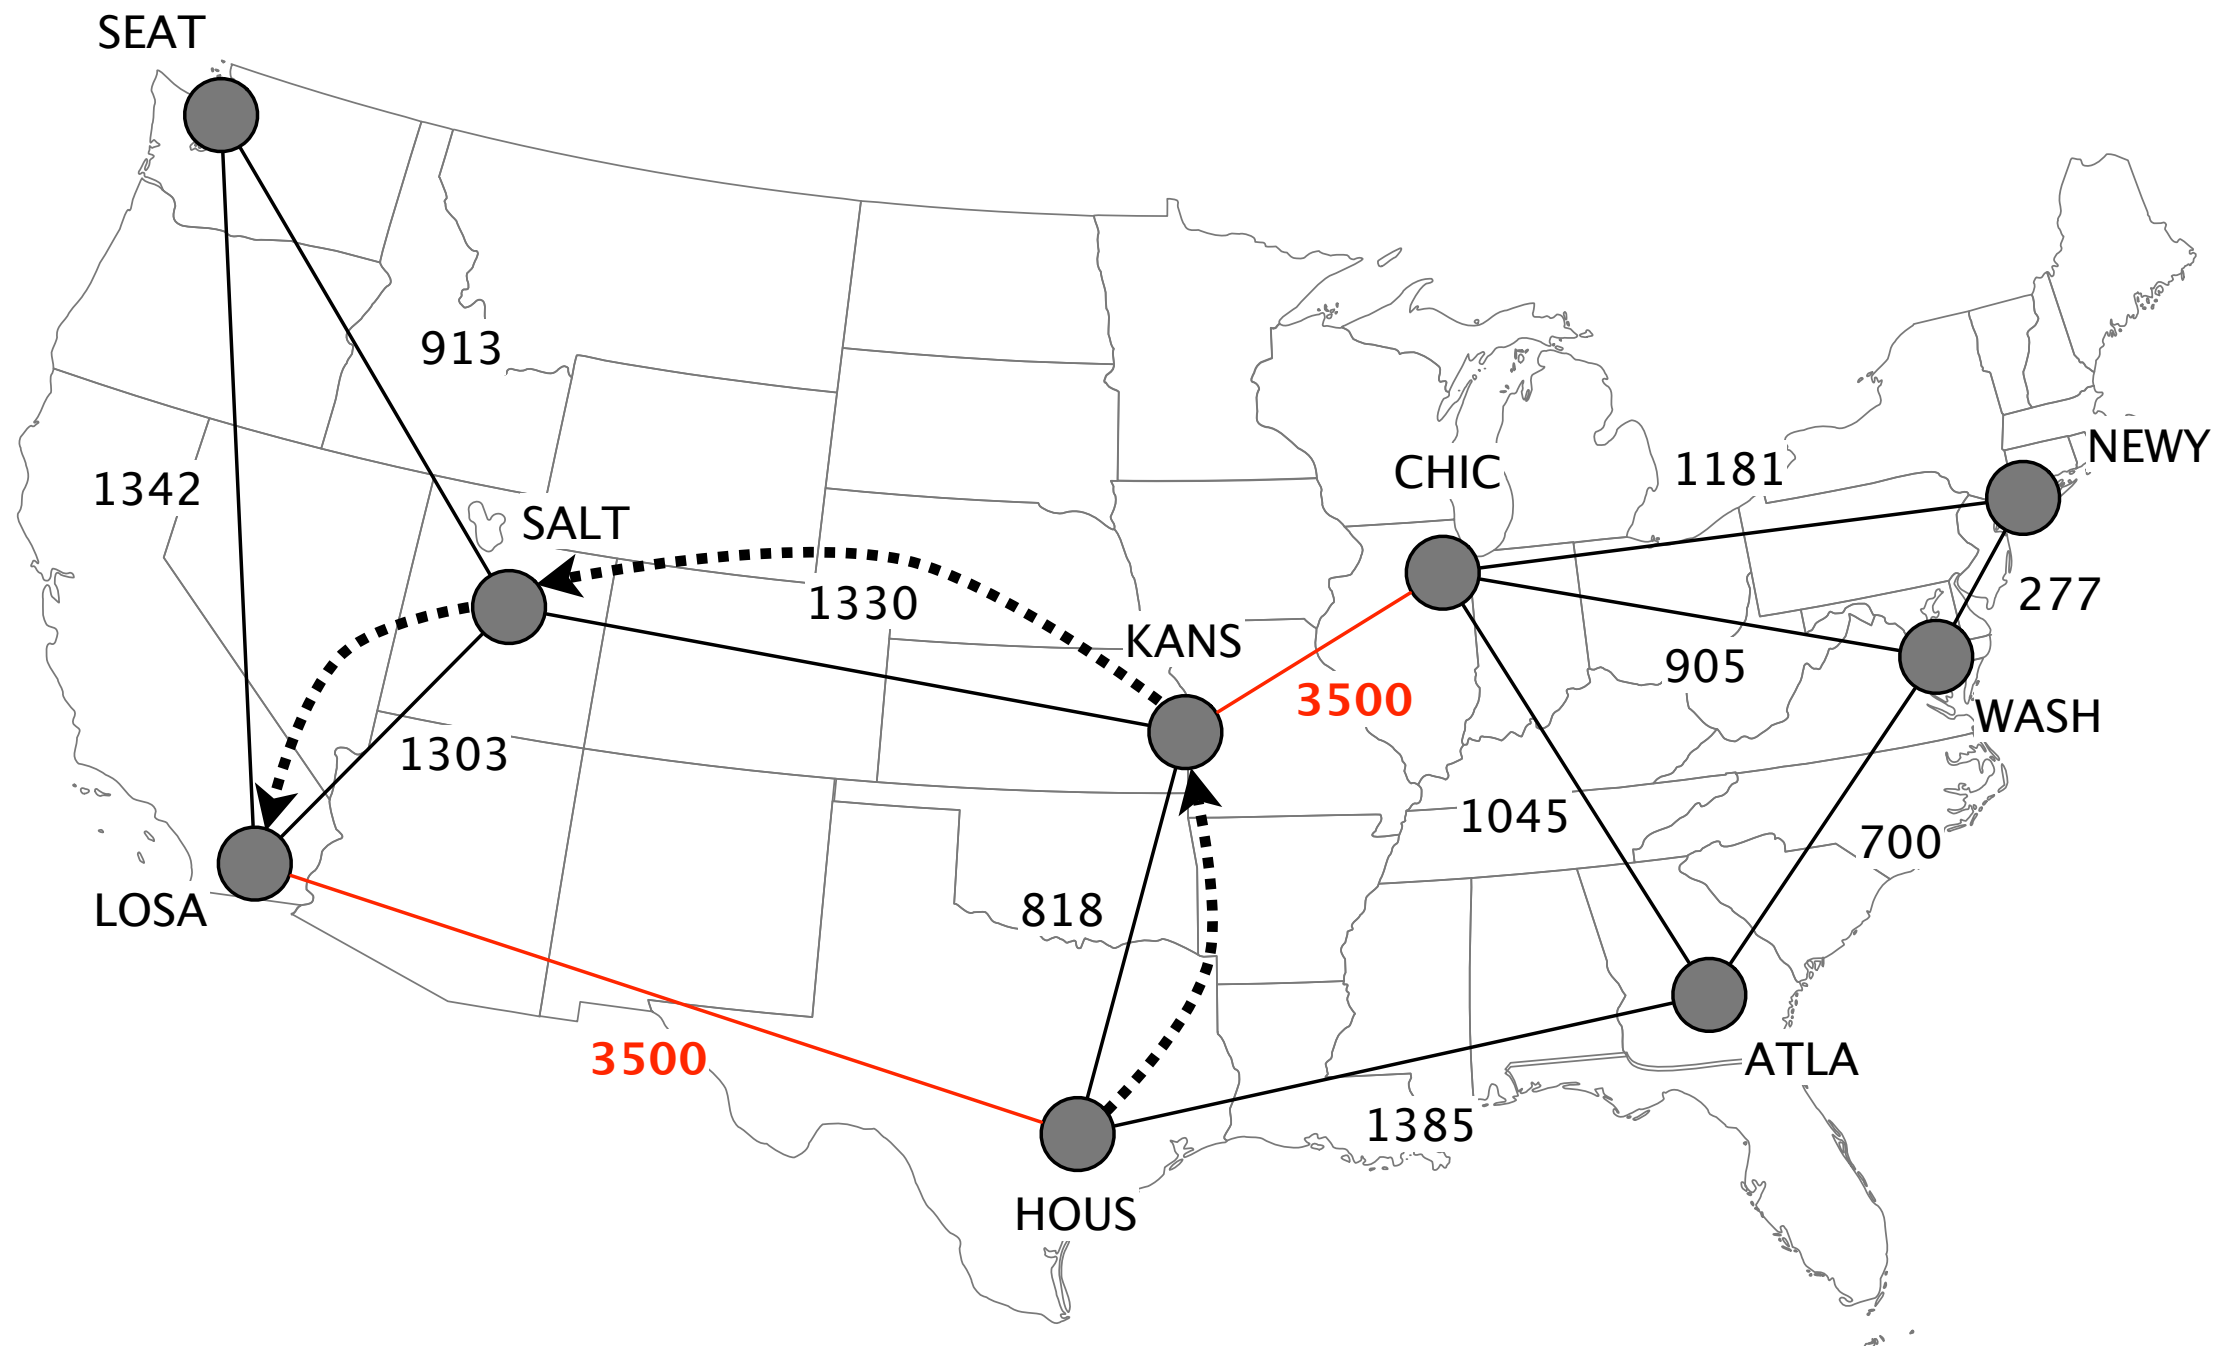 SEAT
913
NEWY
CHIC
1181
1342
SALT
1330
277
KANS
905
3500
WASH
1303
1045
700
818
LOSA
3500
ATLA
1385
HOUS